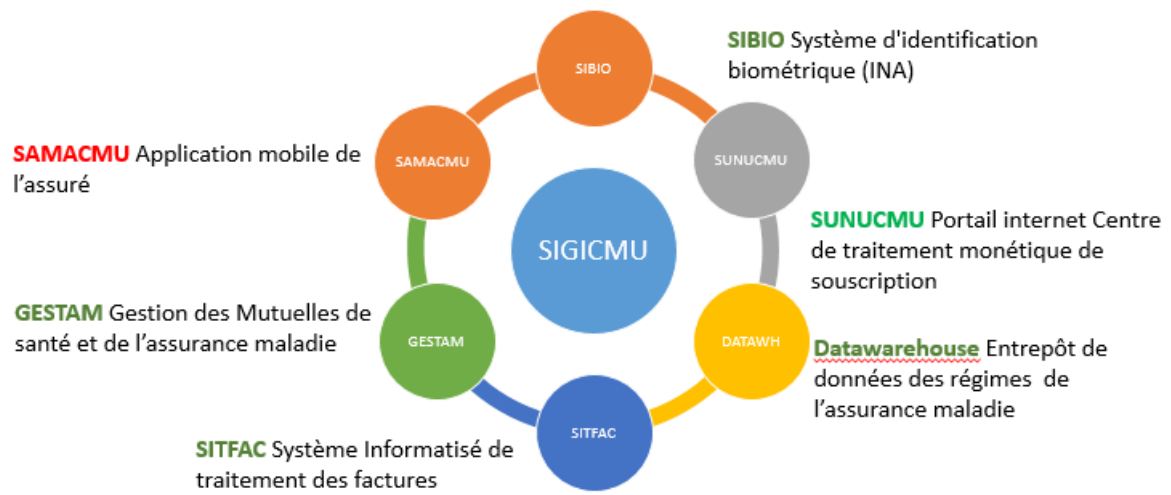 SIBIO
SIBIO Système d'identification
biométrique (INA)
SAMACMU
SUNUCMU
SAMACMU Application mobile de
l’assuré
SIGICMU
SUNUCMU Portail internet Centre
de traitement monétique de
souscription
GESTAM Gestion des Mutuelles de
santé et de l’assurance maladie
GESTAM
DATAWH
Datawarehouse Entrepôt de
données des régimes de
l’assurance maladie
SITFAC
SITFAC Système Informatisé de
traitement des factures